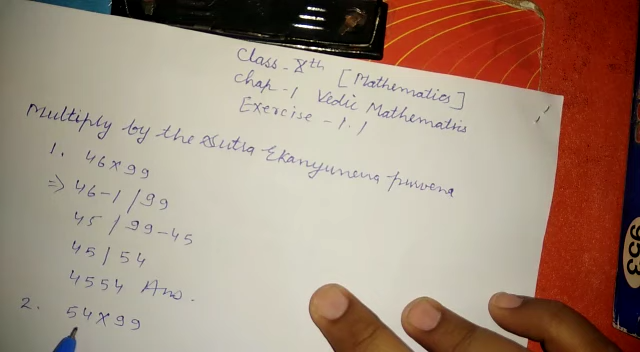 Class-Xth [Mathematics]
Chap-1 Vedic Mathematics
Exercise-1.1
Multiply by the Sutra Ekanyunena purvena
1. 46×99
⇒ 46-1/99
45/99-45
45/54
4554 Ans.
2. 54×99
953